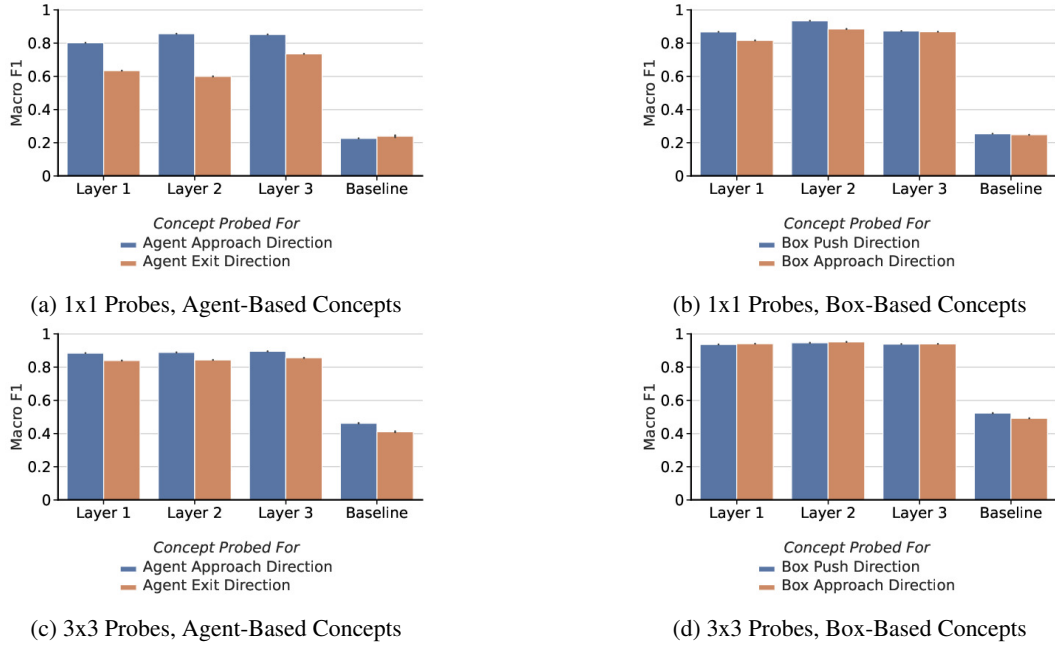 1
0.8
0.6
0.4
0.2
0
Macro F1
Layer 1 Layer 2 Layer 3 Baseline
Concept Probed For
Agent Approach Direction
Agent Exit Direction
(a) 1x1 Probes, Agent-Based Concepts
1
0.8
0.6
0.4
0.2
0
Macro F1
Layer 1 Layer 2 Layer 3 Baseline
Concept Probed For
Box Push Direction
Box Approach Direction
(b) 1x1 Probes, Box-Based Concepts
1
0.8
0.6
0.4
0.2
0
Macro F1
Layer 1 Layer 2 Layer 3 Baseline
Concept Probed For
Agent Approach Direction
Agent Exit Direction
(c) 3x3 Probes, Agent-Based Concepts
1
0.8
0.6
0.4
0.2
0
Macro F1
Layer 1 Layer 2 Layer 3 Baseline
Concept Probed For
Box Push Direction
Box Approach Direction
(d) 3x3 Probes, Box-Based Concepts